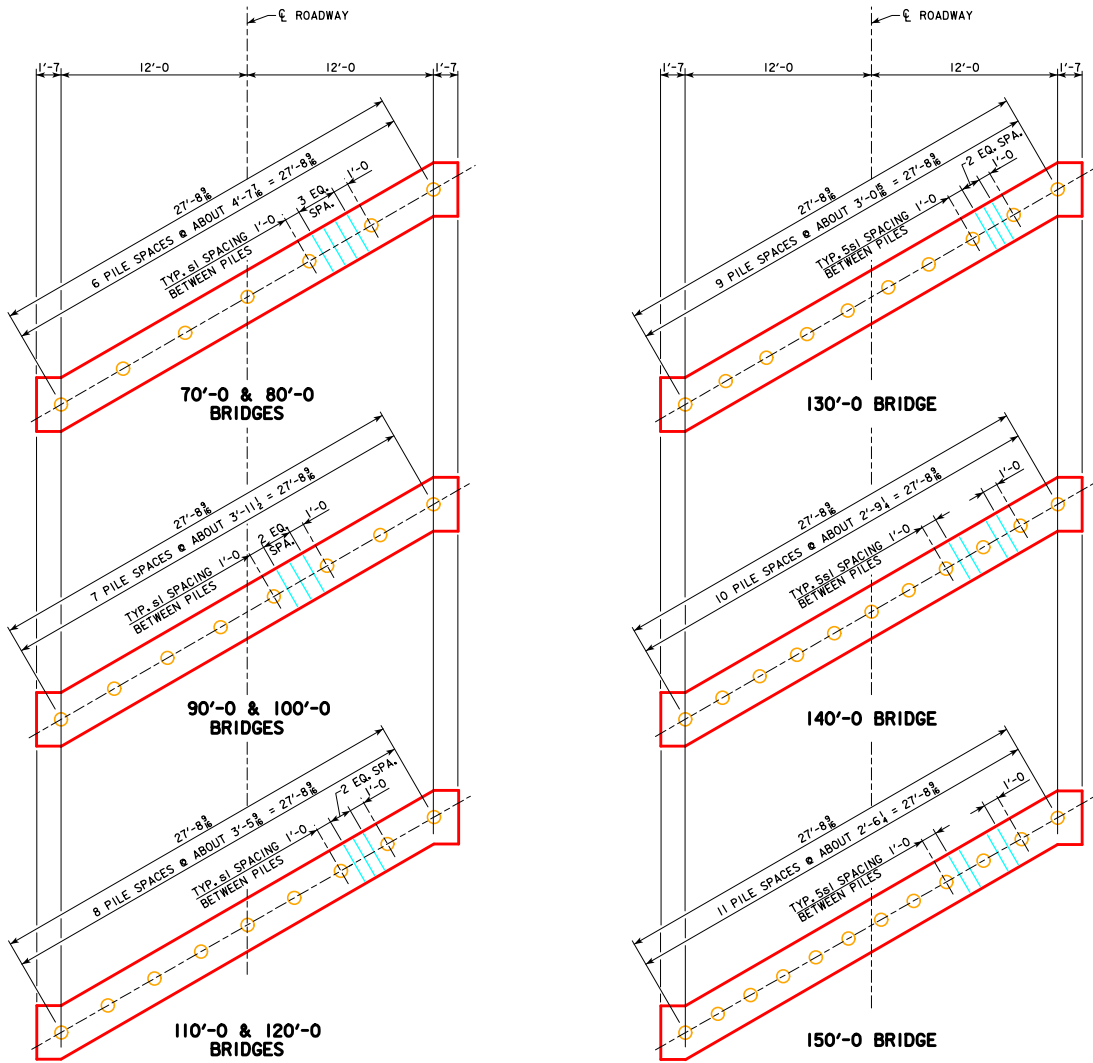 ℄ ROADWAY
1'-7 12'-0 12'-0 1'-7
27'-8 9/16
6 PILE SPACES @ ABOUT 4'-7 7/16 = 27'-8 9/16
TYP. s1 SPACING 1'-0
BETWEEN PILES
3 EQ.
SPA.
1'-0
70'-0 & 80'-0
BRIDGES
27'-8 9/16
7 PILE SPACES @ ABOUT 3'-11 1/2 = 27'-8 9/16
TYP. s1 SPACING 1'-0
BETWEEN PILES
2 EQ.
SPA.
1'-0
90'-0 & 100'-0
BRIDGES
27'-8 9/16
8 PILE SPACES @ ABOUT 3'-5 9/16 = 27'-8 9/16
TYP. s1 SPACING 1'-0
BETWEEN PILES
2 EQ. SPA.
1'-0
110'-0 & 120'-0
BRIDGES
℄ ROADWAY
1'-7 12'-0 12'-0 1'-7
27'-8 9/16
9 PILE SPACES @ ABOUT 3'-0 15/16 = 27'-8 9/16
TYP. 5s1 SPACING 1'-0
BETWEEN PILES
2 EQ. SPA.
1'-0
130'-0 BRIDGE
27'-8 9/16
10 PILE SPACES @ ABOUT 2'-9 1/4 = 27'-8 9/16
TYP. 5s1 SPACING 1'-0
BETWEEN PILES
1'-0
140'-0 BRIDGE
27'-8 9/16
11 PILE SPACES @ ABOUT 2'-6 1/4 = 27'-8 9/16
TYP. 5s1 SPACING 1'-0
BETWEEN PILES
1'-0
150'-0 BRIDGE